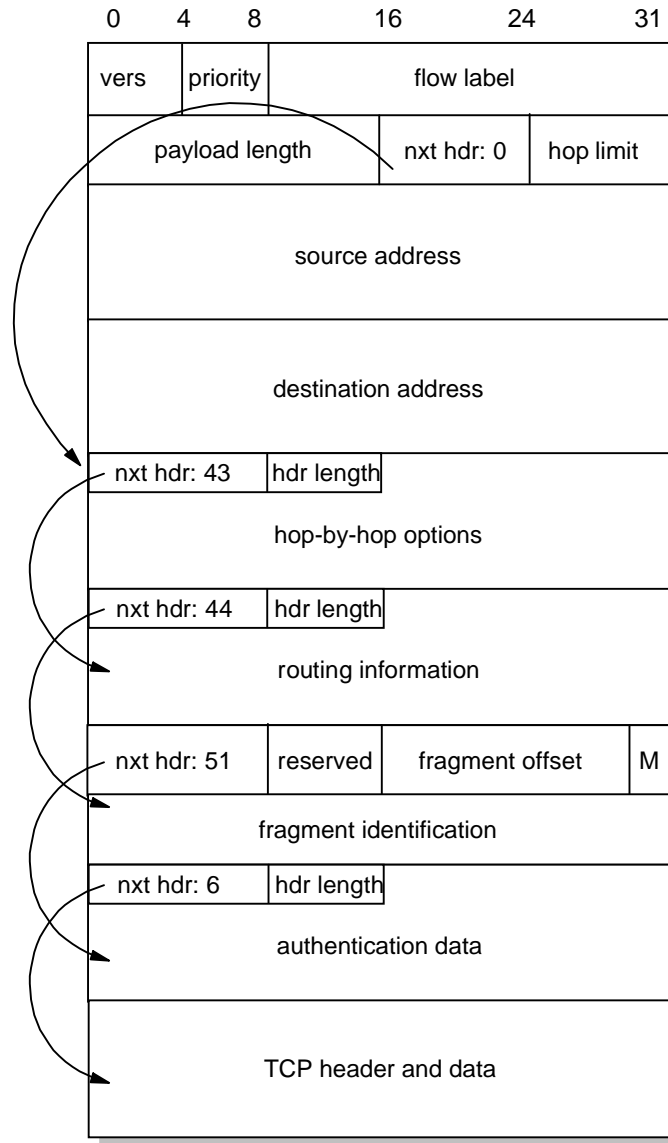 0 4 8 16 24 31
vers priority flow label
payload length nxt hdr: 0 hop limit
source address
destination address
nxt hdr: 43 hdr length
hop-by-hop options
nxt hdr: 44 hdr length
routing information
nxt hdr: 51 reserved fragment offset M
fragment identification
nxt hdr: 6 hdr length
authentication data
TCP header and data